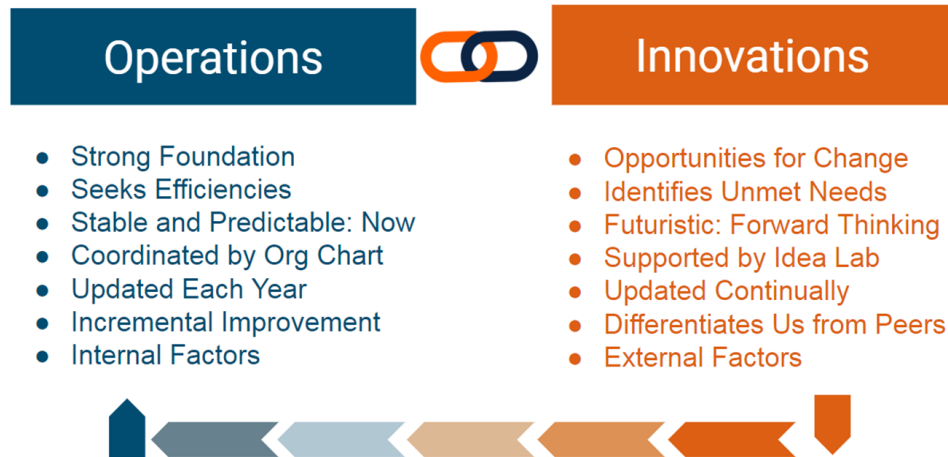 Operations
Innovations
● Strong Foundation
● Seeks Efficiencies
● Stable and Predictable: Now
● Coordinated by Org Chart
● Updated Each Year
● Incremental Improvement
● Internal Factors
● Opportunities for Change
● Identifies Unmet Needs
● Futuristic: Forward Thinking
● Supported by Idea Lab
● Updated Continually
● Differentiates Us from Peers
● External Factors